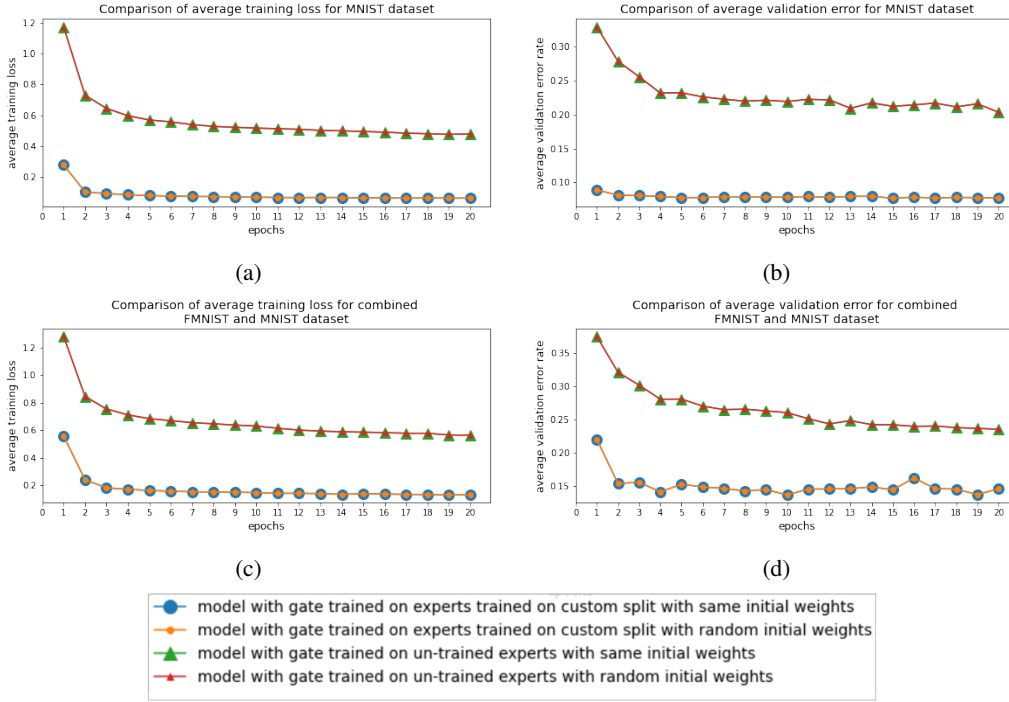 Comparison of average training loss for MNIST dataset
1.2
1.0
0.8
0.6
0.4
0.2
average training loss
0 1 2 3 4 5 6 7 8 9 10 11 12 13 14 15 16 17 18 19 20
epochs
(a)
Comparison of average validation error for MNIST dataset
0.30
0.25
0.20
0.15
0.10
average validation error rate
0 1 2 3 4 5 6 7 8 9 10 11 12 13 14 15 16 17 18 19 20
epochs
(b)
Comparison of average training loss for combined
FMNIST and MNIST dataset
1.2
1.0
0.8
0.6
0.4
0.2
average training loss
0 1 2 3 4 5 6 7 8 9 10 11 12 13 14 15 16 17 18 19 20
epochs
(c)
Comparison of average validation error for combined
FMNIST and MNIST dataset
0.35
0.30
0.25
0.20
0.15
average validation error rate
0 1 2 3 4 5 6 7 8 9 10 11 12 13 14 15 16 17 18 19 20
epochs
(d)
model with gate trained on experts trained on custom split with same initial weights
model with gate trained on experts trained on custom split with random initial weights
model with gate trained on un-trained experts with same initial weights
model with gate trained on un-trained experts with random initial weights